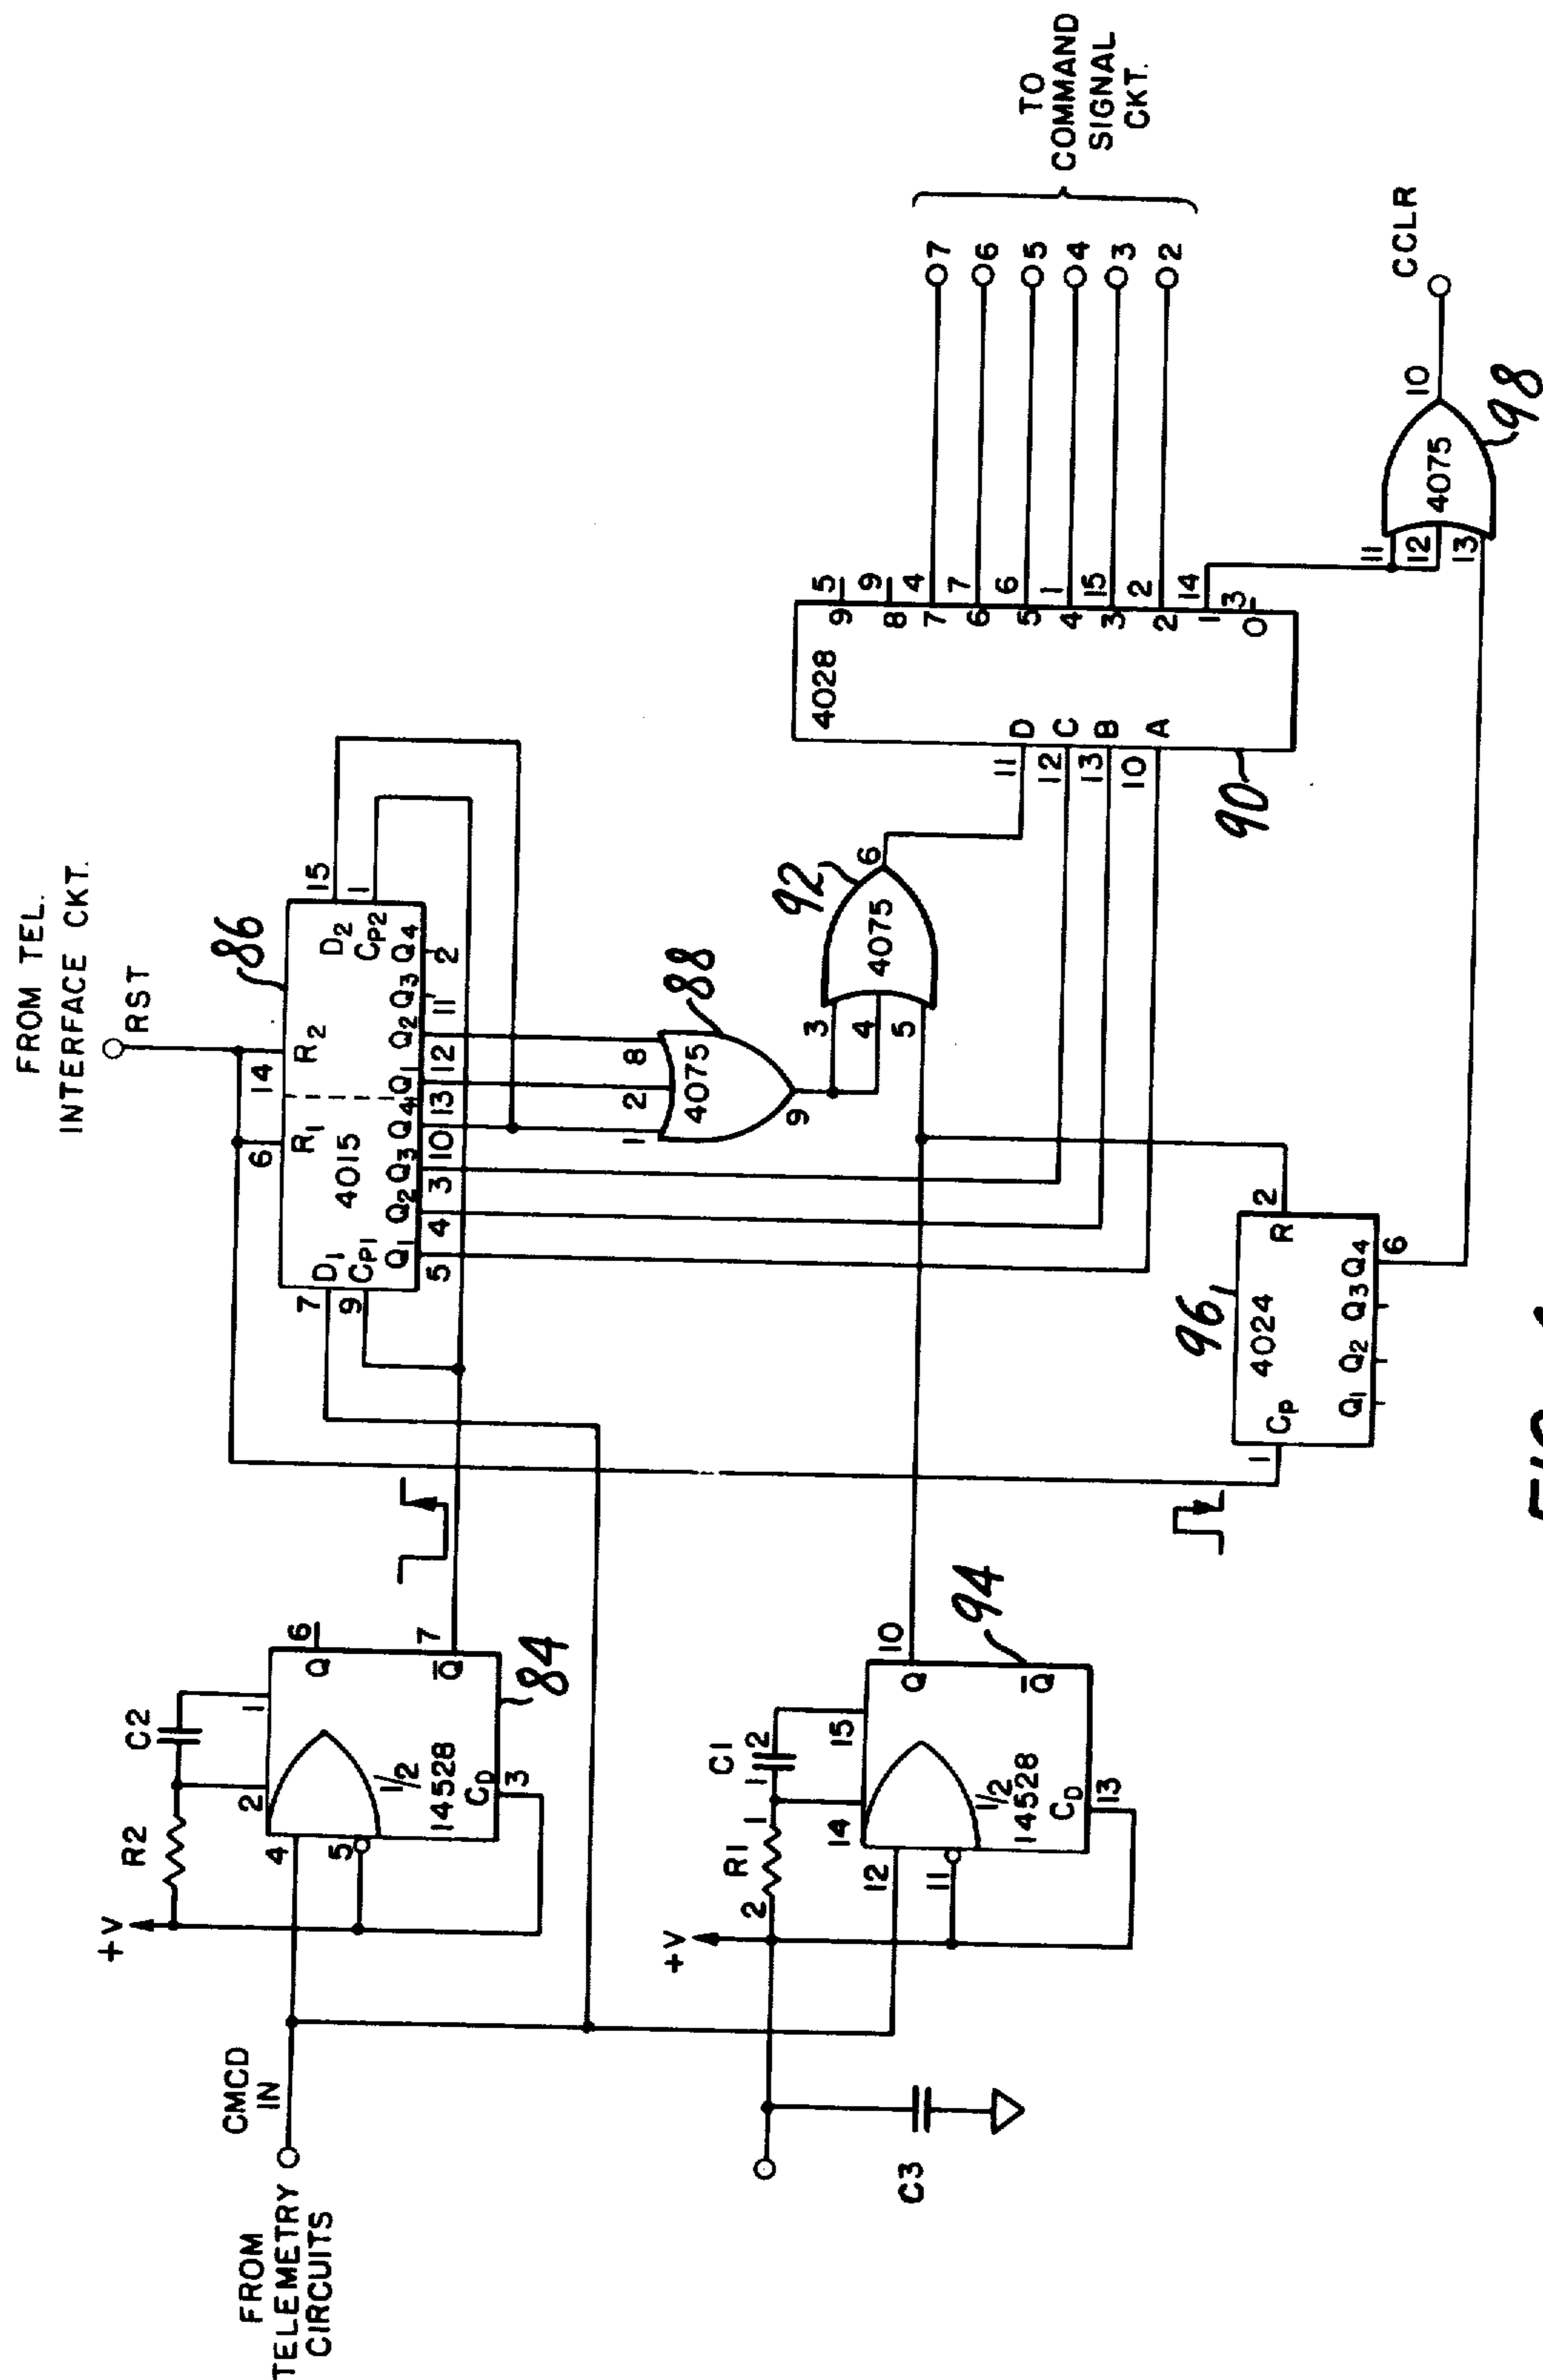 FROM TEL.
INTERFACE CKT.
RST
86
14
6
R1
R2
4015
D1
CP1
D2
CP2
7
9
15
1
Q1 Q2 Q3 Q4 Q1 Q2 Q3 Q4
5 4 3 10 13 12 11 2
FROM
TELEMETRY
CIRCUITS
CMCD
IN
+V
R2
C2
2
1
4
5
1/2
14528
CD
3
Q
6
Q̅
7
84
1 2 8
4075
88
9
+V
C3
R1
2
1
C1
1
2
14
15
12
11
1/2
14528
CD
13
Q
10
Q̅
94
3
4
5
4075
92
6
4028
D
C
B
A
11
12
13
10
90
9 5
8 9
7 4
6 7
5 6
4 1
3 15
2 2
1 14
0 3
7
6
5
4
3
2
TO
COMMAND
SIGNAL
CKT.
96
4024
CP
1
R
2
Q1 Q2 Q3 Q4
6
11
12
13
4075
98
10
CCLR